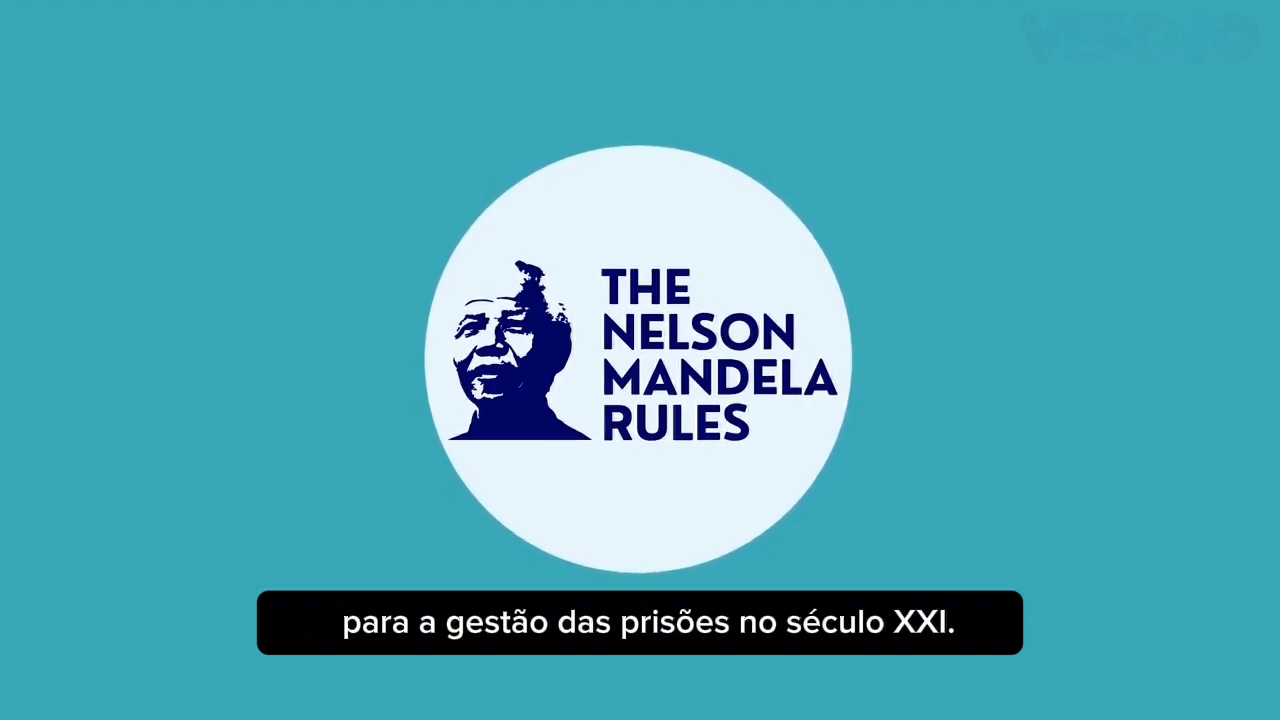 THE
NELSON
MANDELA
RULES
para a gestão das prisões no século XXI.